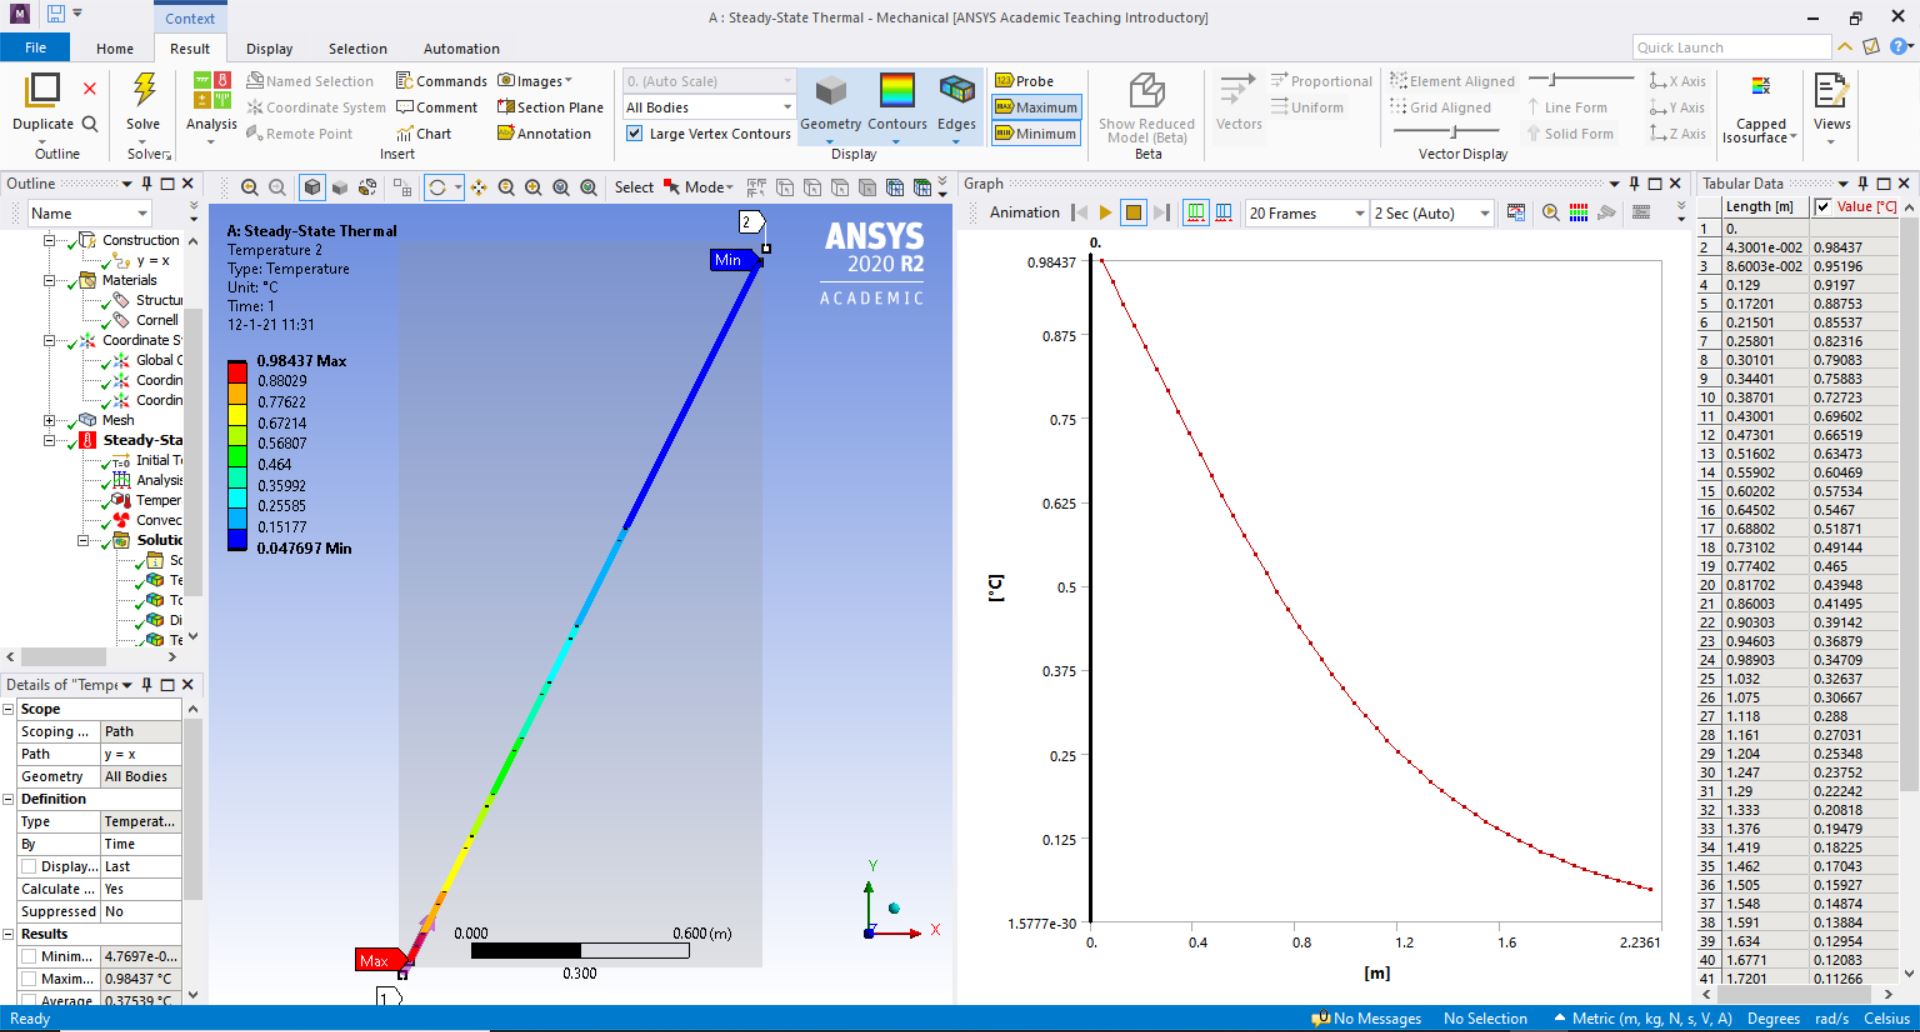 Context
A : Steady-State Thermal - Mechanical [ANSYS Academic Teaching Introductory]
File Home Result Display Selection Automation
Quick Launch
Duplicate
Outline
Solve
Solver
Analysis
Named Selection
Coordinate System
Remote Point
Commands
Comment
Chart
Images
Section Plane
Annotation
Insert
0. (Auto Scale)
All Bodies
Large Vertex Contours
Geometry Contours Edges
Display
Probe
Maximum
Minimum
Show Reduced
Model (Beta)
Beta
Vectors
Proportional
Uniform
Element Aligned
Grid Aligned
Line Form
Solid Form
X Axis
Y Axis
Z Axis
Vector Display
Capped
Isosurface
Views
Outline
Name
Construction
y = x
Materials
Structu
Cornell
Coordinate S
Global C
Coordin
Coordin
Mesh
Steady-Sta
T=0 Initial T
Analysis
Temper
Convec
Solutio
So
Te
To
Di
Te
Details of "Tempe
Scope
Scoping ... Path
Path y = x
Geometry All Bodies
Definition
Type Temperat...
By Time
Display... Last
Calculate ... Yes
Suppressed No
Results
Minim... 4.7697e-0...
Maxim... 0.98437 °C
Average 0.37539 °C
Select Mode
A: Steady-State Thermal
Temperature 2
Type: Temperature
Unit: °C
Time: 1
12-1-21 11:31
0.98437 Max
0.88029
0.77622
0.67214
0.56807
0.464
0.35992
0.25585
0.15177
0.047697 Min
2
Min
ANSYS
2020 R2
ACADEMIC
Max
1
0.000 0.600 (m)
0.300
Y
X
Z
Graph
Animation 20 Frames 2 Sec (Auto)
0.
0.98437
0.875
0.75
0.625
0.5
0.375
0.25
0.125
1.5777e-30
[°C]
0. 0.4 0.8 1.2 1.6 2.2361
[m]
Tabular Data
Length [m] Value [°C]
1 0.
2 4.3001e-002 0.98437
3 8.6003e-002 0.95196
4 0.129 0.9197
5 0.17201 0.88753
6 0.21501 0.85537
7 0.25801 0.82316
8 0.30101 0.79083
9 0.34401 0.75883
10 0.38701 0.72723
11 0.43001 0.69602
12 0.47301 0.66519
13 0.51602 0.63473
14 0.55902 0.60469
15 0.60202 0.57534
16 0.64502 0.5467
17 0.68802 0.51871
18 0.73102 0.49144
19 0.77402 0.465
20 0.81702 0.43948
21 0.86003 0.41495
22 0.90303 0.39142
23 0.94603 0.36879
24 0.98903 0.34709
25 1.032 0.32637
26 1.075 0.30667
27 1.118 0.288
28 1.161 0.27031
29 1.204 0.25348
30 1.247 0.23752
31 1.29 0.22242
32 1.333 0.20818
33 1.376 0.19479
34 1.419 0.18225
35 1.462 0.17043
36 1.505 0.15927
37 1.548 0.14874
38 1.591 0.13884
39 1.634 0.12954
40 1.6771 0.12083
41 1.7201 0.11266
Ready
No Messages No Selection Metric (m, kg, N, s, V, A) Degrees rad/s Celsius